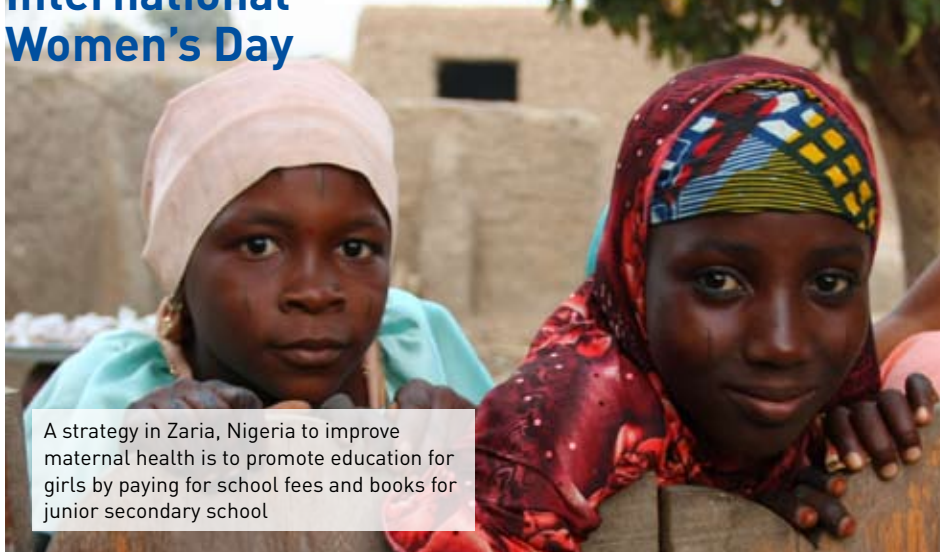 International
Women's Day
A strategy in Zaria, Nigeria to improve
maternal health is to promote education for
girls by paying for school fees and books for
junior secondary school